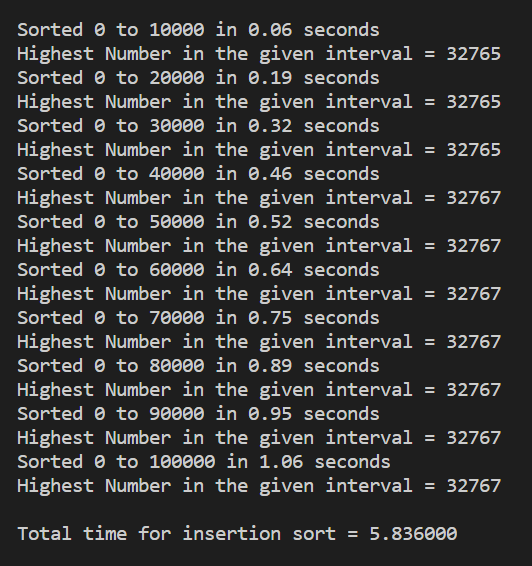 Sorted 0 to 10000 in 0.06 seconds
Highest Number in the given interval = 32765
Sorted 0 to 20000 in 0.19 seconds
Highest Number in the given interval = 32765
Sorted 0 to 30000 in 0.32 seconds
Highest Number in the given interval = 32765
Sorted 0 to 40000 in 0.46 seconds
Highest Number in the given interval = 32767
Sorted 0 to 50000 in 0.52 seconds
Highest Number in the given interval = 32767
Sorted 0 to 60000 in 0.64 seconds
Highest Number in the given interval = 32767
Sorted 0 to 70000 in 0.75 seconds
Highest Number in the given interval = 32767
Sorted 0 to 80000 in 0.89 seconds
Highest Number in the given interval = 32767
Sorted 0 to 90000 in 0.95 seconds
Highest Number in the given interval = 32767
Sorted 0 to 100000 in 1.06 seconds
Highest Number in the given interval = 32767
Total time for insertion sort = 5.836000